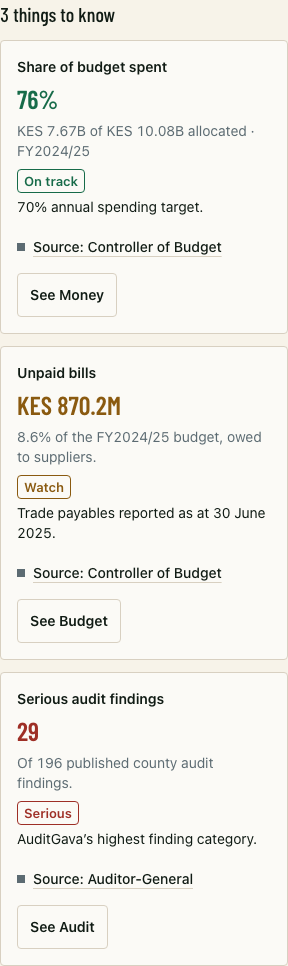 3 things to know
Share of budget spent
76%
KES 7.67B of KES 10.08B allocated ·
FY2024/25
On track
70% annual spending target.
Source: Controller of Budget
See Money
Unpaid bills
KES 870.2M
8.6% of the FY2024/25 budget, owed
to suppliers.
Watch
Trade payables reported as at 30 June
2025.
Source: Controller of Budget
See Budget
Serious audit findings
29
Of 196 published county audit
findings.
Serious
AuditGava's highest finding category.
Source: Auditor-General
See Audit